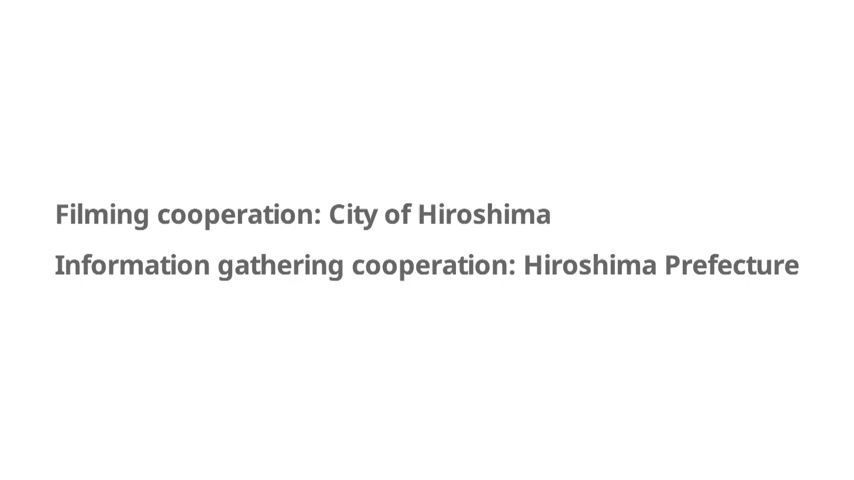 Filming cooperation: City of Hiroshima
Information gathering cooperation: Hiroshima Prefecture